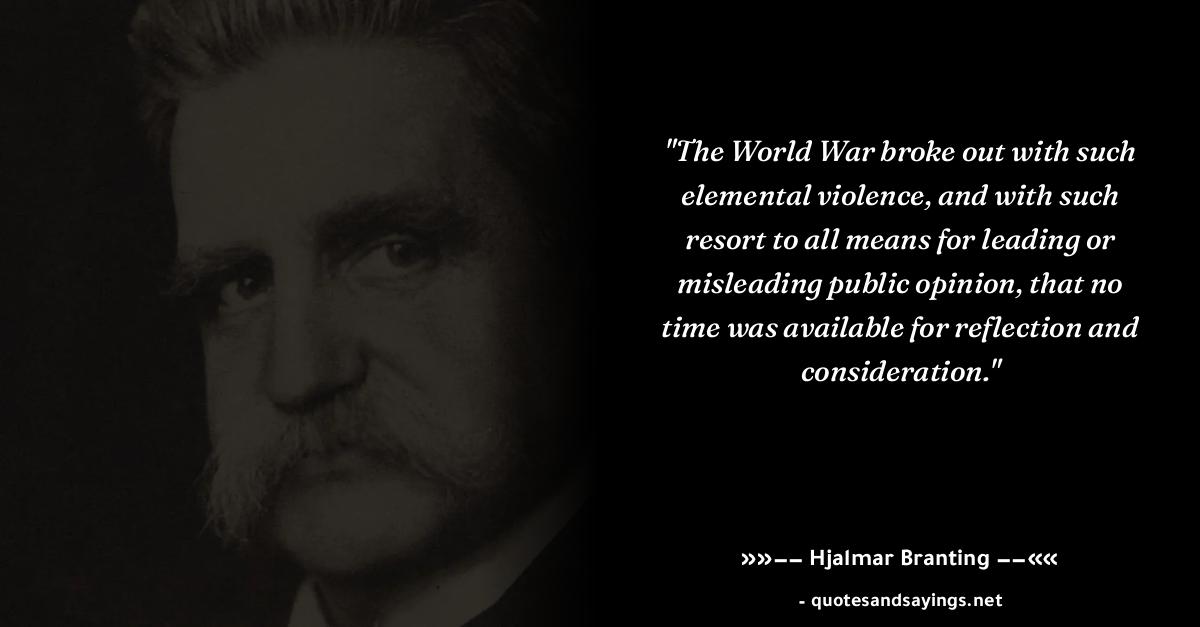 "The World War broke out with such
elemental violence, and with such
resort to all means for leading or
misleading public opinion, that no
time was available for reflection and
consideration."
»»–– Hjalmar Branting ––««
- quotesandsayings.net